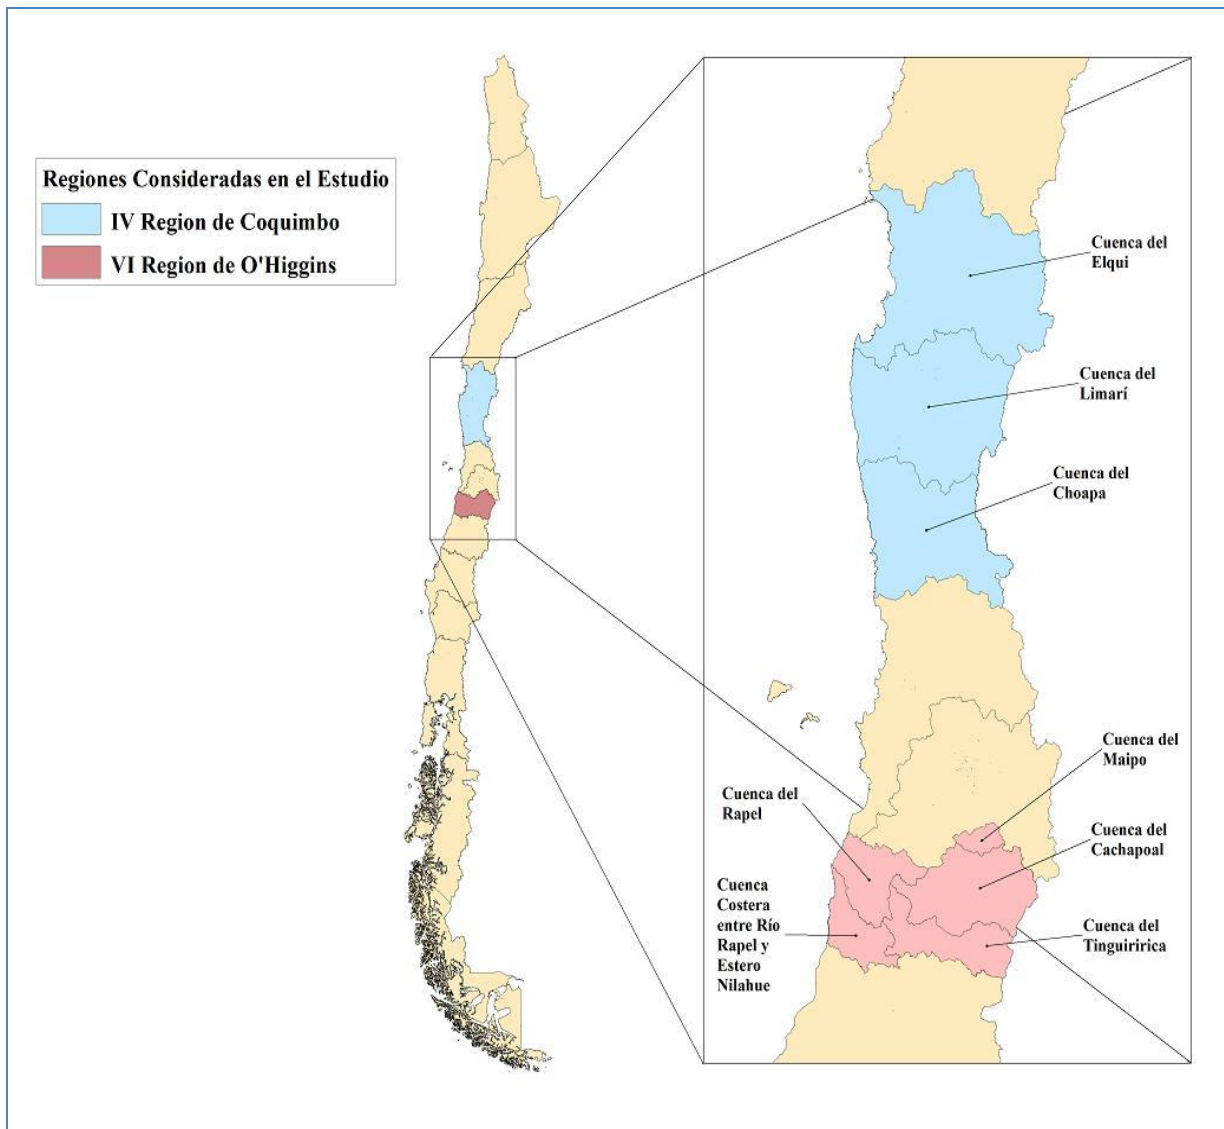 Regiones Consideradas en el Estudio
IV Region de Coquimbo
VI Region de O'Higgins
Cuenca del
Elqui
Cuenca del
Limarí
Cuenca del
Choapa
Cuenca del
Maipo
Cuenca del
Rapel
Cuenca del
Cachapoal
Cuenca
Costera
entre Río
Rapel y
Estero
Nilahue
Cuenca del
Tinguiririca